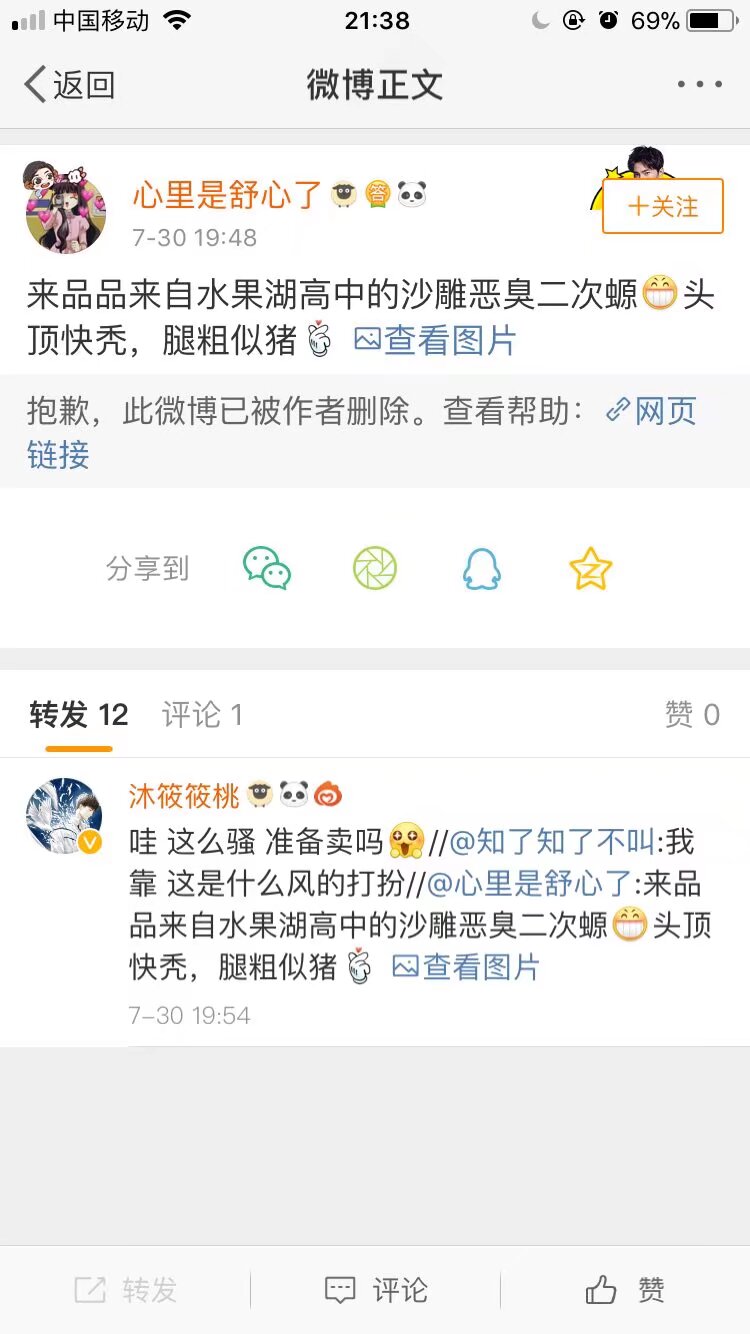 中国移动 21:38 69%
返回 微博正文
心里是舒心了 答
+关注
7-30 19:48
来品品来自水果湖高中的沙雕恶臭二次螈😁头
顶快秃，腿粗似猪 查看图片
抱歉，此微博已被作者删除。查看帮助： 网页
链接
分享到
转发 12 评论 1 赞 0
沐筱筱桃
哇 这么骚 准备卖吗🤩//@知了知了不叫:我
靠 这是什么风的打扮//@心里是舒心了:来品
品来自水果湖高中的沙雕恶臭二次螈😁头顶
快秃，腿粗似猪 查看图片
7-30 19:54
转发 评论 赞